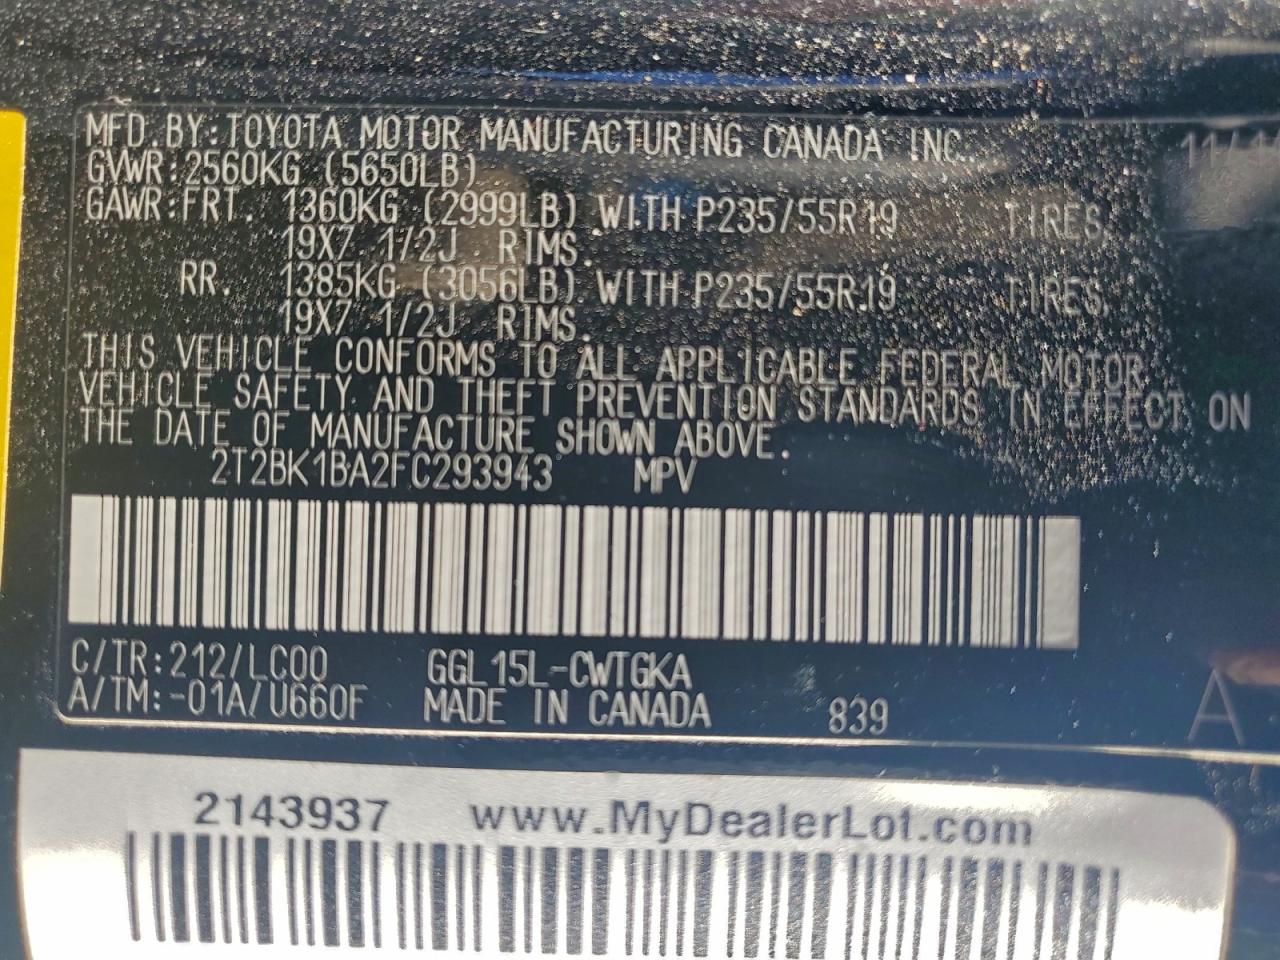 MFD.BY:TOYOTA MOTOR MANUFACTURING CANADA INC.
GVWR:2560KG (5650LB)
GAWR:FRT. 1360KG (2999LB) WITH P235/55R19 TIRES,
19X7 1/2J RIMS.
RR. 1385KG (3056LB) WITH P235/55R19 TIRES,
19X7 1/2J RIMS.
THIS VEHICLE CONFORMS TO ALL APPLICABLE FEDERAL MOTOR
VEHICLE SAFETY AND THEFT PREVENTION STANDARDS IN EFFECT ON
THE DATE OF MANUFACTURE SHOWN ABOVE.
2T2BK1BA2FC293943 MPV
C/TR:212/LC00 GGL15L-CWTGKA
A/TM:-01A/U660F MADE IN CANADA 839 A
2143937 www.MyDealerLot.com